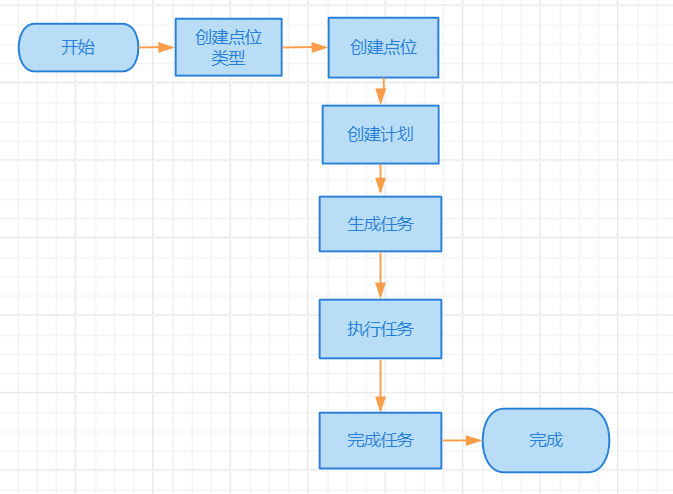 开始
创建点位
类型
创建点位
创建计划
生成任务
执行任务
完成任务
完成